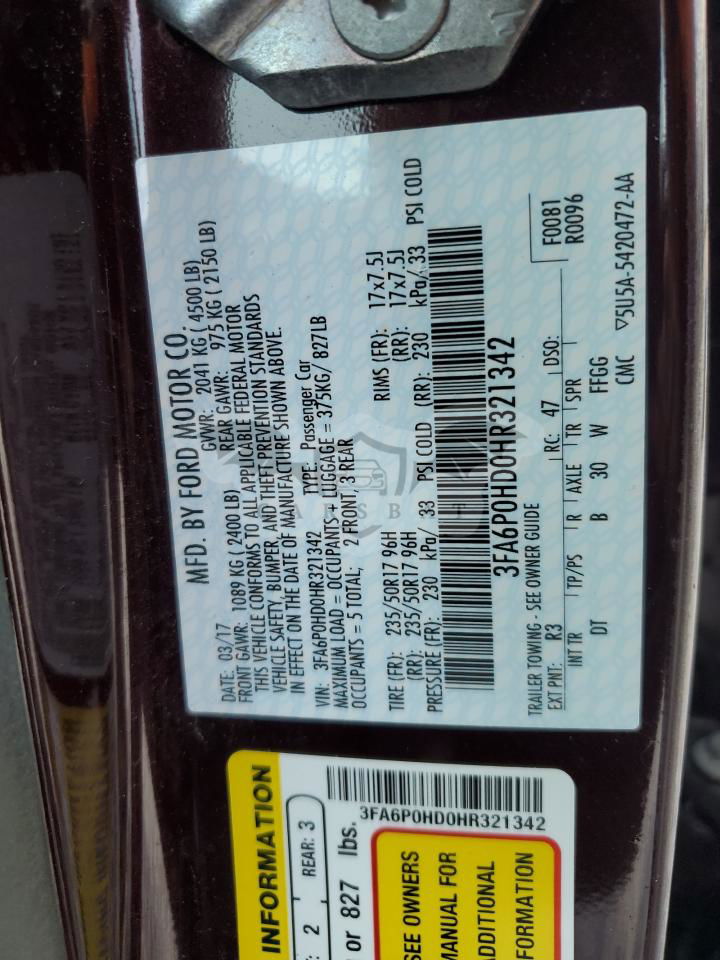 MFD. BY FORD MOTOR CO.
DATE: 03/17 GVWR: 2041 KG ( 4500 LB)
FRONT GAWR: 1089 KG ( 2400 LB) REAR GAWR: 975 KG ( 2150 LB)
THIS VEHICLE CONFORMS TO ALL APPLICABLE FEDERAL MOTOR
VEHICLE SAFETY, BUMPER, AND THEFT PREVENTION STANDARDS
IN EFFECT ON THE DATE OF MANUFACTURE SHOWN ABOVE.
VIN: 3FA6P0HD0HR321342 TYPE: Passenger Car
MAXIMUM LOAD = OCCUPANTS + LUGGAGE = 375KG/ 827LB
OCCUPANTS = 5 TOTAL; 2 FRONT, 3 REAR
TIRE (FR): 235/50R17 96H RIMS (FR): 17x7.5J
(RR): 235/50R17 96H (RR): 17x7.5J
PRESSURE (FR): 230 kPa/ 33 PSI COLD (RR): 230 kPa/ 33 PSI COLD
3FA6P0HD0HR321342
TRAILER TOWING - SEE OWNER GUIDE
F0081
EXT PNT: R3 RC: 47 DSO: R0096
INT TR TP/PS R AXLE TR SPR
DT B 30 W FFGG
CMC ▽5U5A-5420472-AA
INFORMATION
: 2 REAR: 3
or 827 lbs.
3FA6P0HD0HR321342
SEE OWNERS
MANUAL FOR
ADDITIONAL
INFORMATION